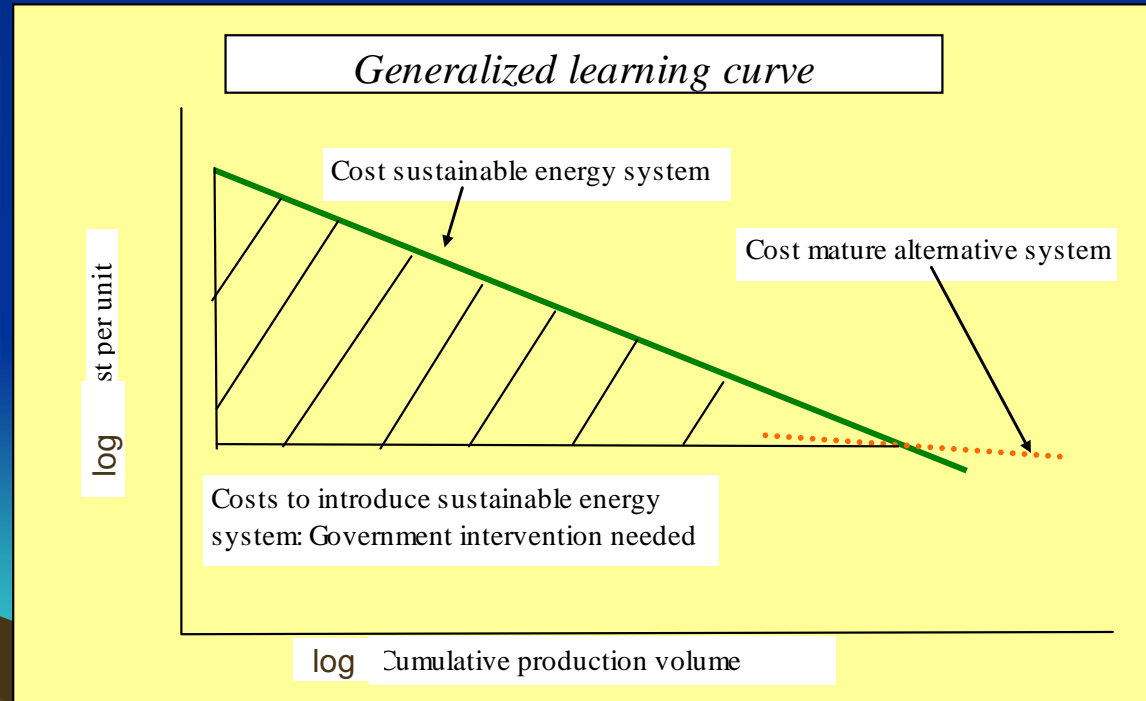 Generalized learning curve
Cost sustainable energy system
Cost mature alternative system
log st per unit
Costs to introduce sustainable energy
system: Government intervention needed
log Cumulative production volume